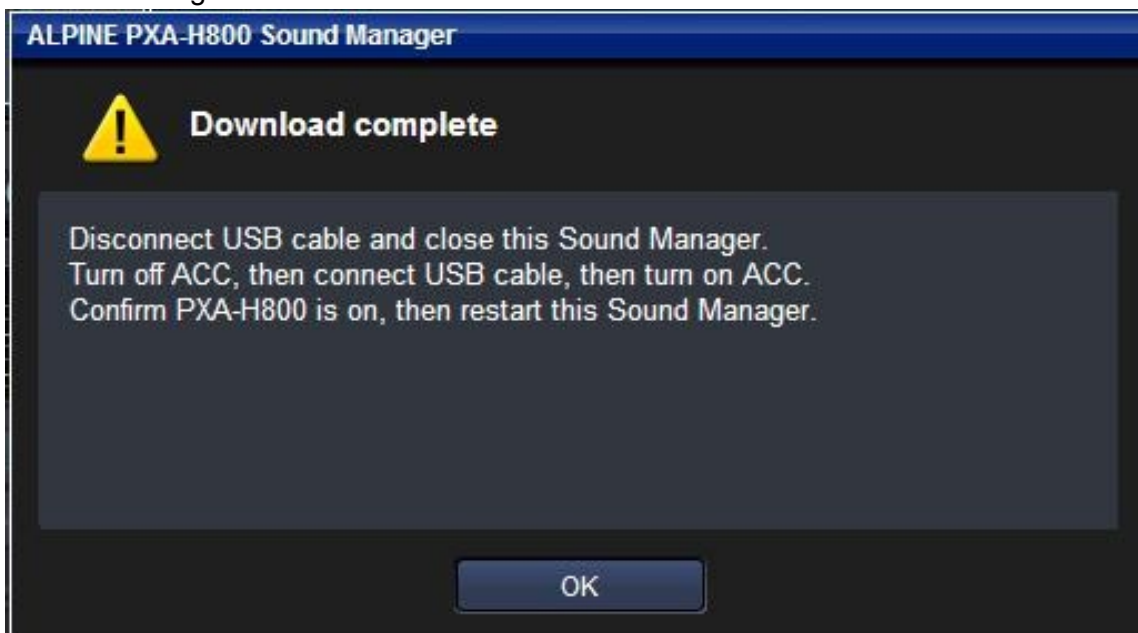 ALPINE PXA-H800 Sound Manager
Download complete
Disconnect USB cable and close this Sound Manager.
Turn off ACC, then connect USB cable, then turn on ACC.
Confirm PXA-H800 is on, then restart this Sound Manager.
OK